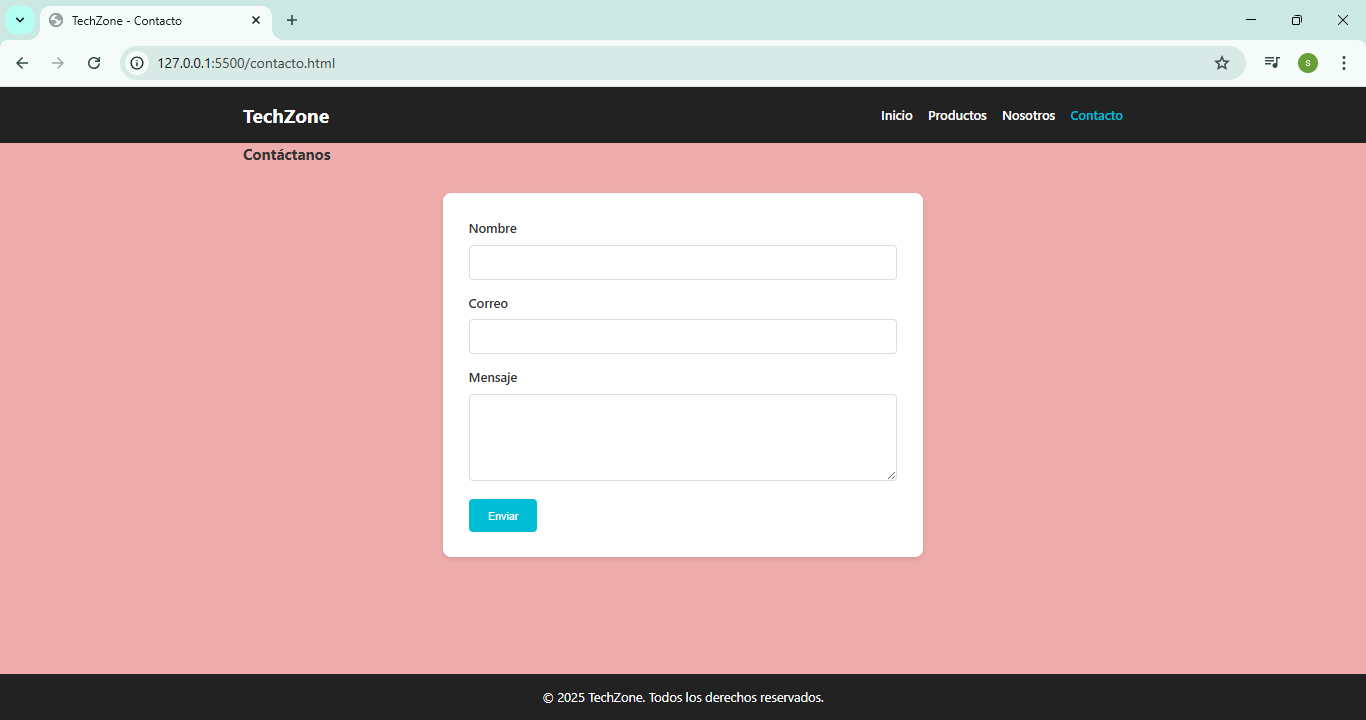 TechZone - Contacto
127.0.0.1:5500/contacto.html
S
TechZone
Inicio Productos Nosotros Contacto
Contáctanos
Nombre
Correo
Mensaje
Enviar
© 2025 TechZone. Todos los derechos reservados.